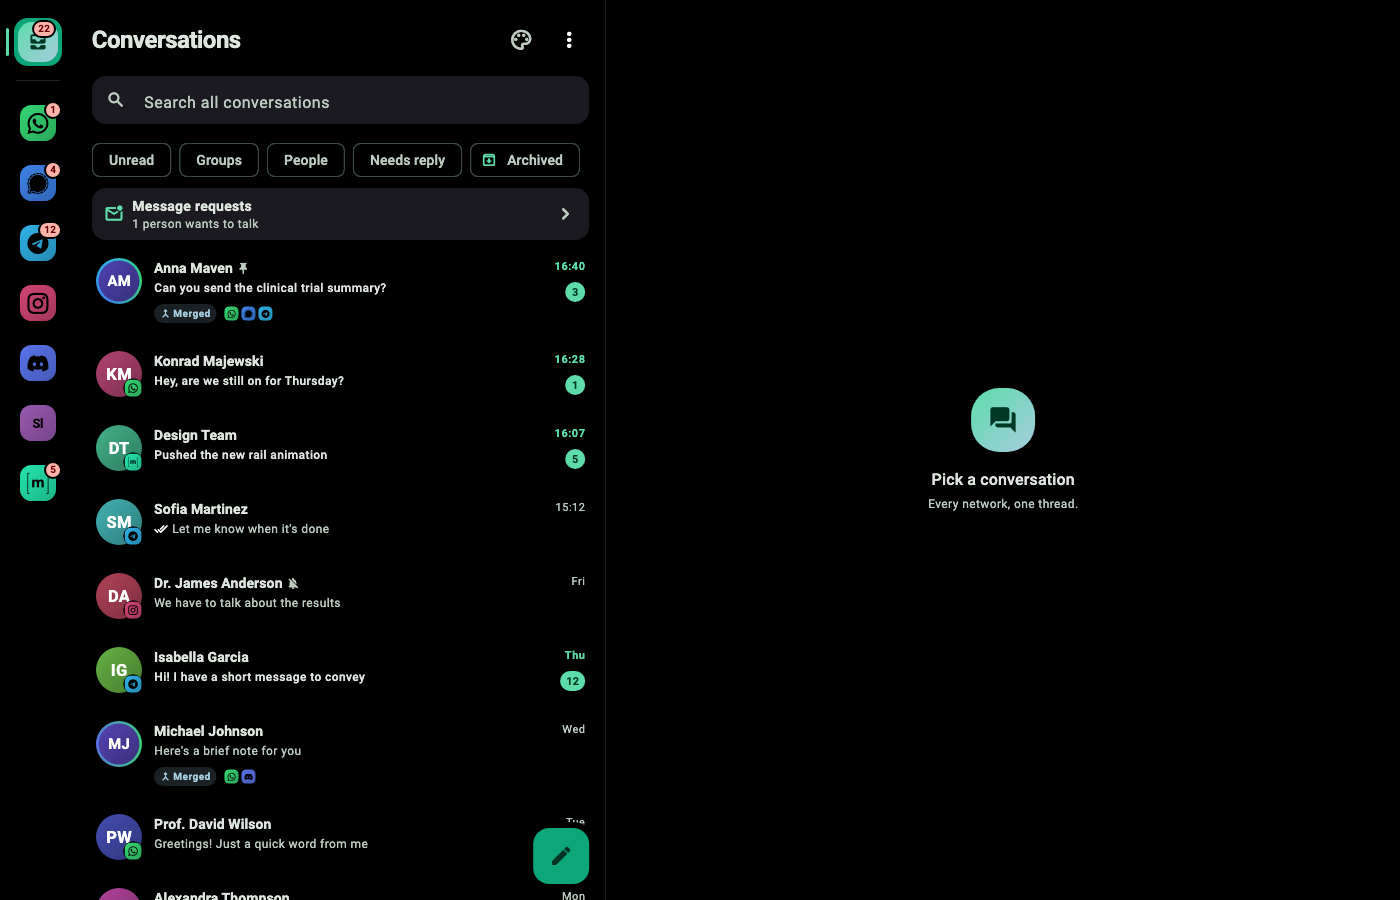 22
Conversations
Search all conversations
1
Unread
Groups
People
Needs reply
Archived
4
Message requests
1 person wants to talk
12
AM
Anna Maven
16:40
Can you send the clinical trial summary?
3
Merged
KM
Konrad Majewski
16:28
Hey, are we still on for Thursday?
1
SI
DT
Design Team
16:07
Pushed the new rail animation
5
[m]
5
[m]
Pick a conversation
Every network, one thread.
SM
Sofia Martinez
15:12
Let me know when it's done
DA
Dr. James Anderson
Fri
We have to talk about the results
IG
Isabella Garcia
Thu
Hi! I have a short message to convey
12
MJ
Michael Johnson
Wed
Here's a brief note for you
Merged
PW
Prof. David Wilson
Tue
Greetings! Just a quick word from me
Alexandra Thompson
Mon